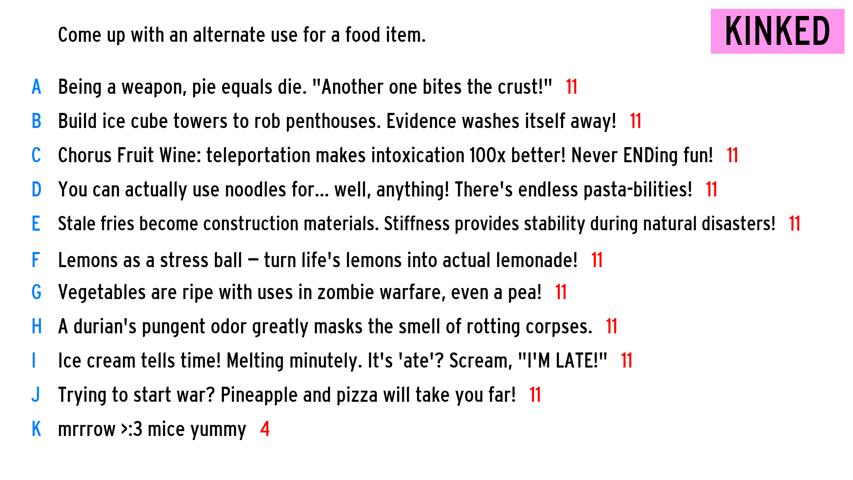 Come up with an alternate use for a food item.
KINKED
A Being a weapon, pie equals die. "Another one bites the crust!" 11
B Build ice cube towers to rob penthouses. Evidence washes itself away! 11
C Chorus Fruit Wine: teleportation makes intoxication 100x better! Never ENDing fun! 11
D You can actually use noodles for... well, anything! There's endless pasta-bilities! 11
E Stale fries become construction materials. Stiffness provides stability during natural disasters! 11
F Lemons as a stress ball – turn life's lemons into actual lemonade! 11
G Vegetables are ripe with uses in zombie warfare, even a pea! 11
H A durian's pungent odor greatly masks the smell of rotting corpses. 11
I Ice cream tells time! Melting minutely. It's 'ate'? Scream, "I'M LATE!" 11
J Trying to start war? Pineapple and pizza will take you far! 11
K mrrrow >:3 mice yummy 4